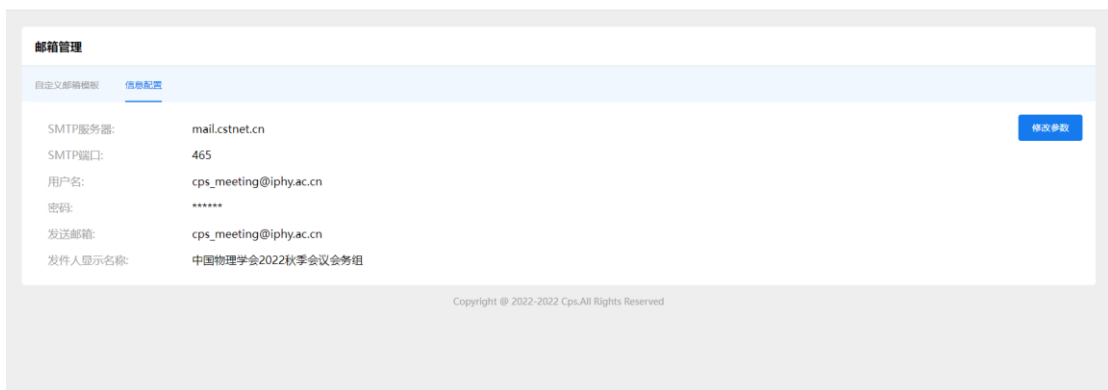 邮箱管理
自定义邮箱模板 信息配置
SMTP服务器: mail.cstnet.cn 修改参数
SMTP端口: 465
用户名: cps_meeting@iphy.ac.cn
密码: ******
发送邮箱: cps_meeting@iphy.ac.cn
发件人显示名称: 中国物理学会2022秋季会议会务组
Copyright @ 2022-2022 Cps.All Rights Reserved